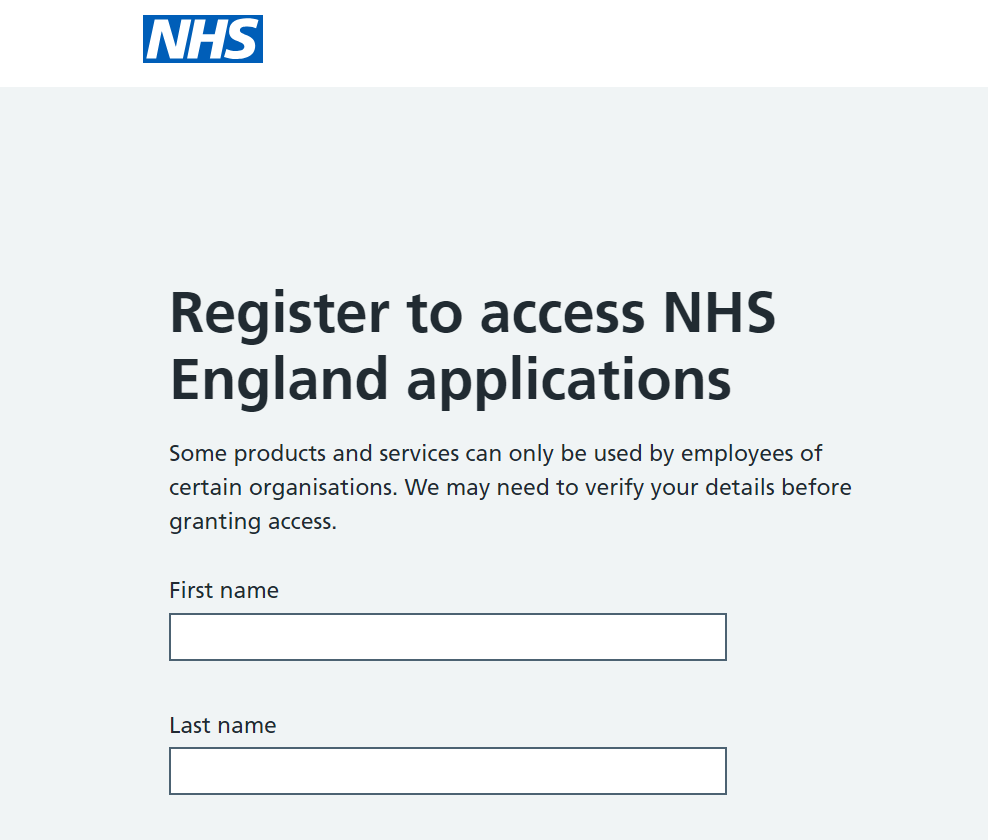 NHS
Register to access NHS
England applications
Some products and services can only be used by employees of
certain organisations. We may need to verify your details before
granting access.
First name
Last name